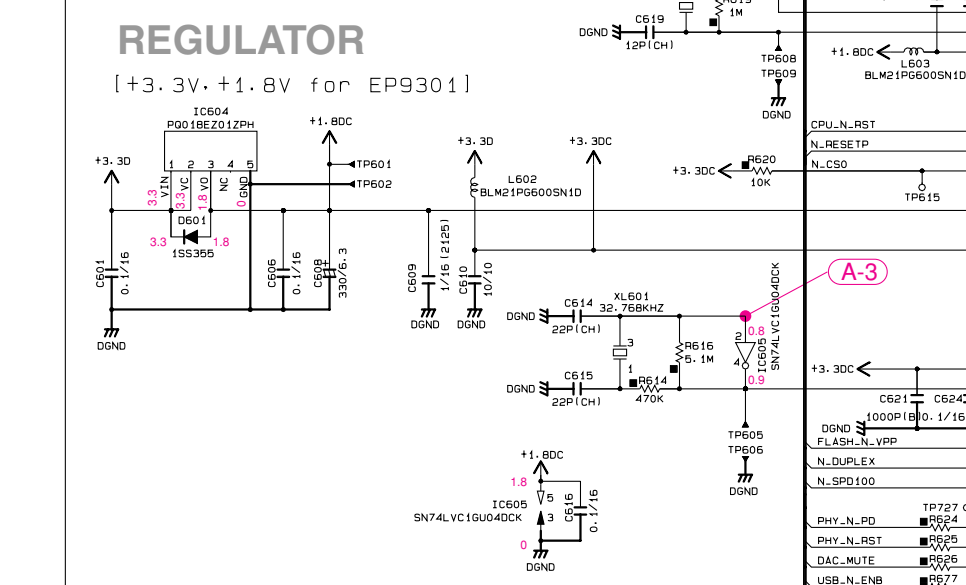 REGULATOR
[+3.3V,+1.8V for EP9301]
IC604
PQ018EZ01ZPH
+3.3D
1 2 3 4 5
VIN
VC
VO
NC
GND
3.3
3.3
1.8
0
D601
3.3
1.8
1SS355
+1.8DC
TP601
TP602
C601
0.1/16
C606
0.1/16
C608
+
330/6.3
DGND
C609
1/16 (2125)
DGND
+3.3D
L602
BLM21PG600SN1D
C610
10/10
DGND
+3.3DC
C619
DGND
12P(CH)
1M
TP608
TP609
DGND
+1.8DC
L603
BLM21PG600SN1D
CPU_N_RST
N_RESETP
N_CS0
+3.3DC
R620
10K
TP615
A-3
C614
DGND
22P(CH)
XL601
32.768KHZ
3
1
R616
5.1M
0.8
2
4
0.9
IC605
SN74LVC1GU04DCK
C615
DGND
22P(CH)
R614
470K
TP605
TP606
DGND
+3.3DC
C621
C624
1000P(B)
0.1/16
DGND
FLASH_N_VPP
N_DUPLEX
N_SPD100
+1.8DC
1.8
IC605
5
SN74LVC1GU04DCK
3
0
C616
0.1/16
DGND
TP727
PHY_N_PD
R624
PHY_N_RST
R625
DAC_MUTE
R626
USB_N_ENB
R677